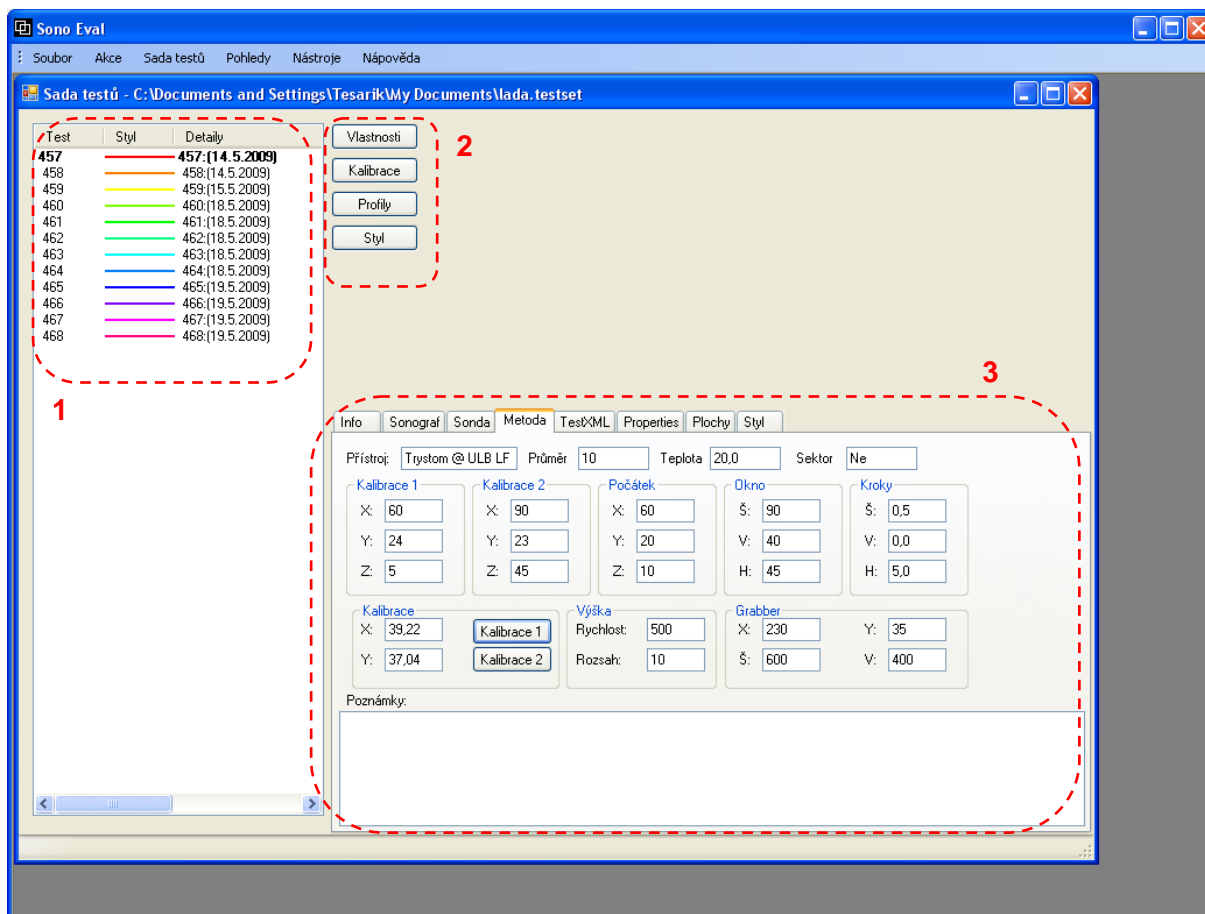 Sono Eval
Soubor Akce Sada testů Pohledy Nástroje Nápověda
Sada testů - C:\Documents and Settings\Tesarik\My Documents\lada.testset
Test Styl Detaily
457 457:(14.5.2009)
458 458:(14.5.2009)
459 459:(15.5.2009)
460 460:(18.5.2009)
461 461:(18.5.2009)
462 462:(18.5.2009)
463 463:(18.5.2009)
464 464:(18.5.2009)
465 465:(19.5.2009)
466 466:(19.5.2009)
467 467:(19.5.2009)
468 468:(19.5.2009)
1
Vlastnosti
Kalibrace
Profily
Styl
2
3
Info Sonograf Sonda Metoda TestXML Properties Plochy Styl
Přístroj: Trystom @ ULB LF Průměr 10 Teplota 20,0 Sektor Ne
Kalibrace 1 Kalibrace 2 Počátek Okno Kroky
X: 60 X: 90 X: 60 Š: 90 Š: 0,5
Y: 24 Y: 23 Y: 20 V: 40 V: 0,0
Z: 5 Z: 45 Z: 10 H: 45 H: 5,0
Kalibrace Výška Grabber
X: 39,22 Kalibrace 1 Rychlost: 500 X: 230 Y: 35
Y: 37,04 Kalibrace 2 Rozsah: 10 Š: 600 V: 400
Poznámky: